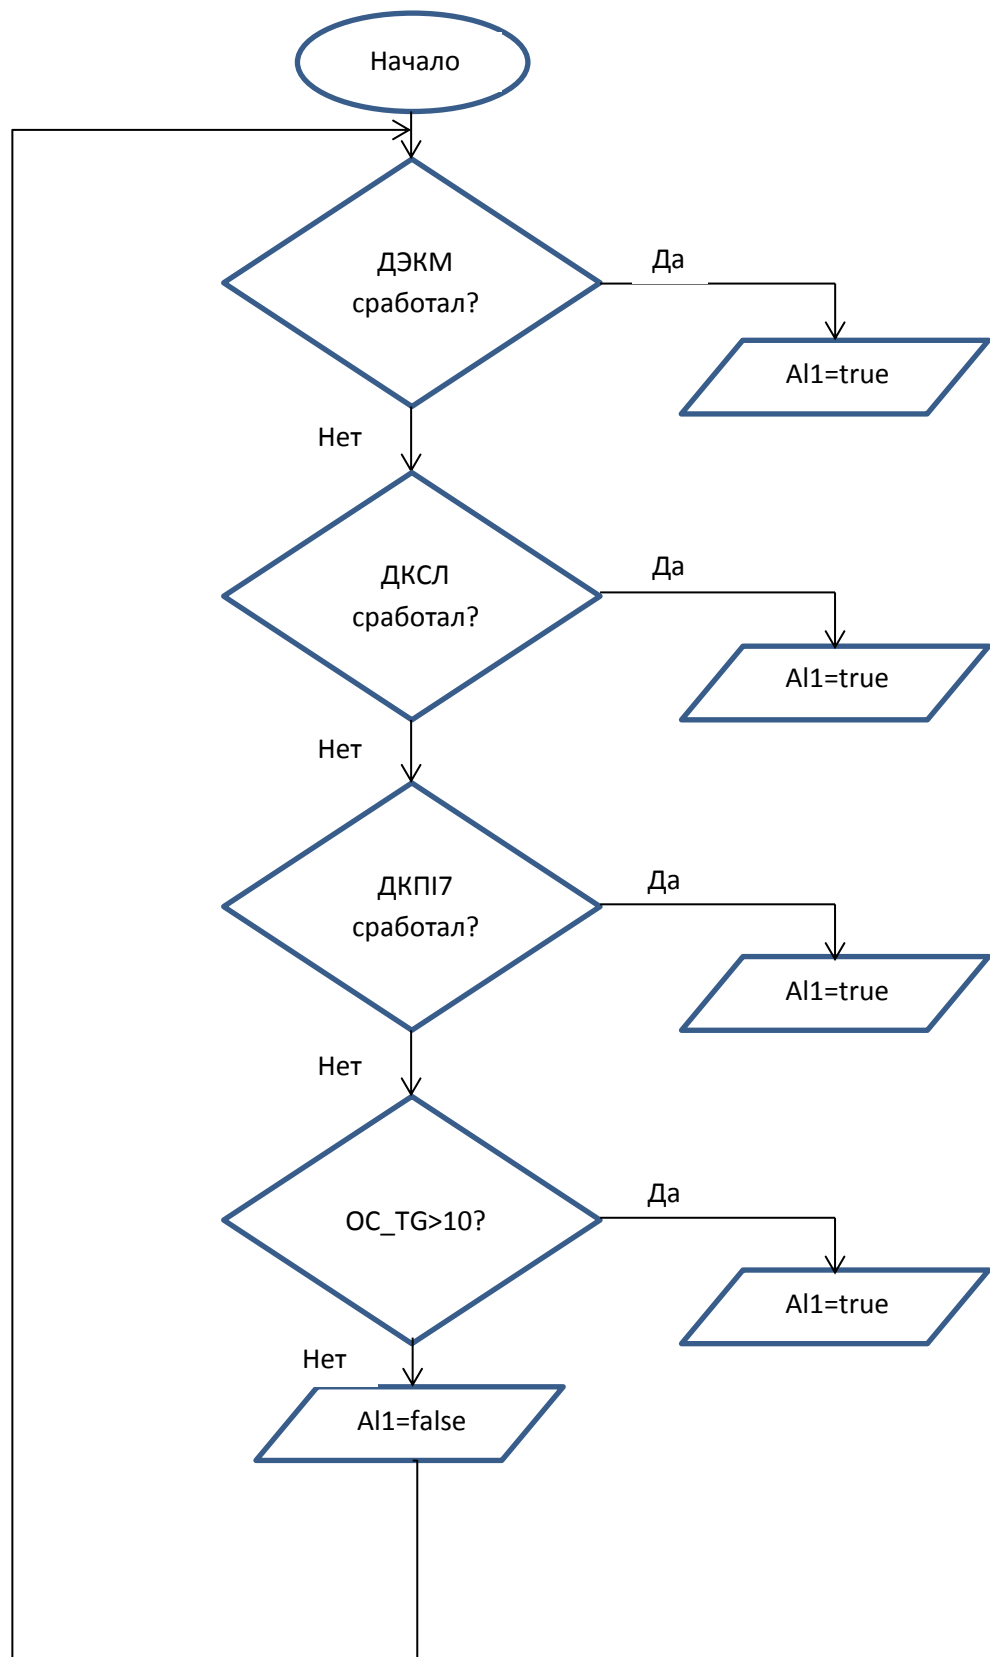 Начало
ДЭКМ
сработал?
Да
Al1=true
Нет
ДКСЛ
сработал?
Да
Al1=true
Нет
ДКПІ7
сработал?
Да
Al1=true
Нет
OC_TG>10?
Да
Al1=true
Нет
Al1=false